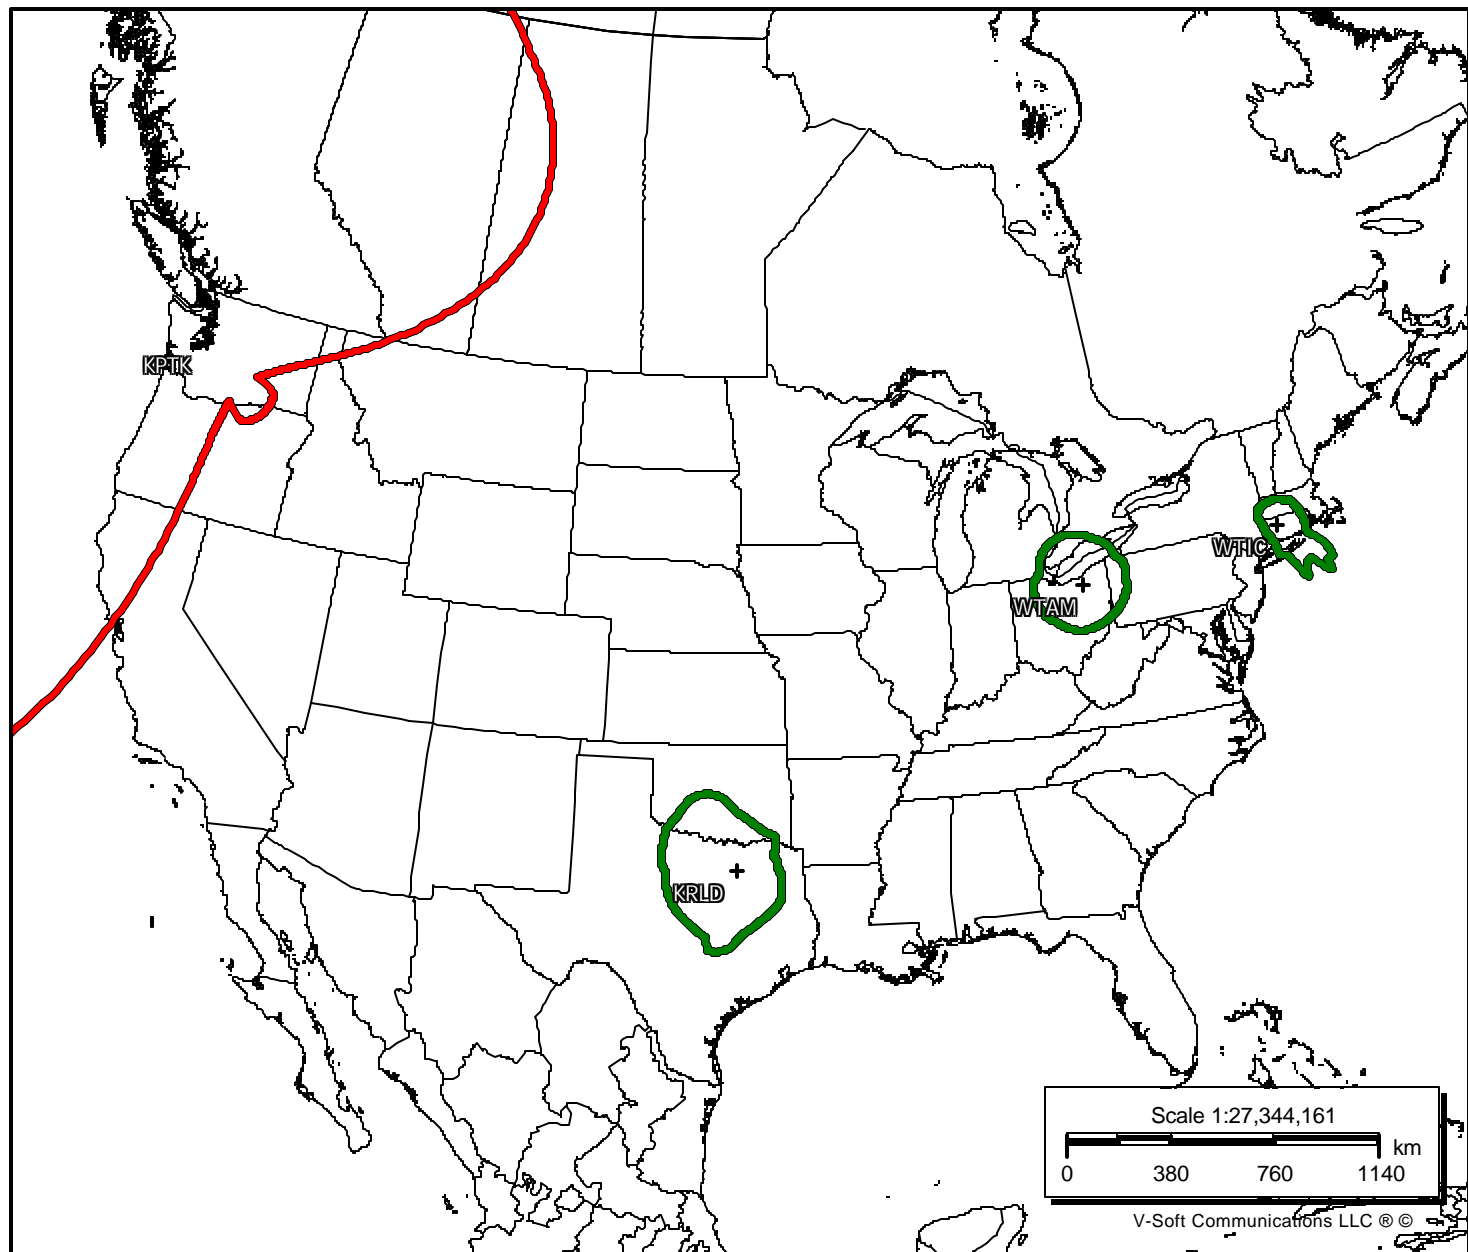 KPTK
WTIC
WTAM
KRLD
Scale 1:27,344,161
km
0 380 760 1140
V-Soft Communications LLC ® ©